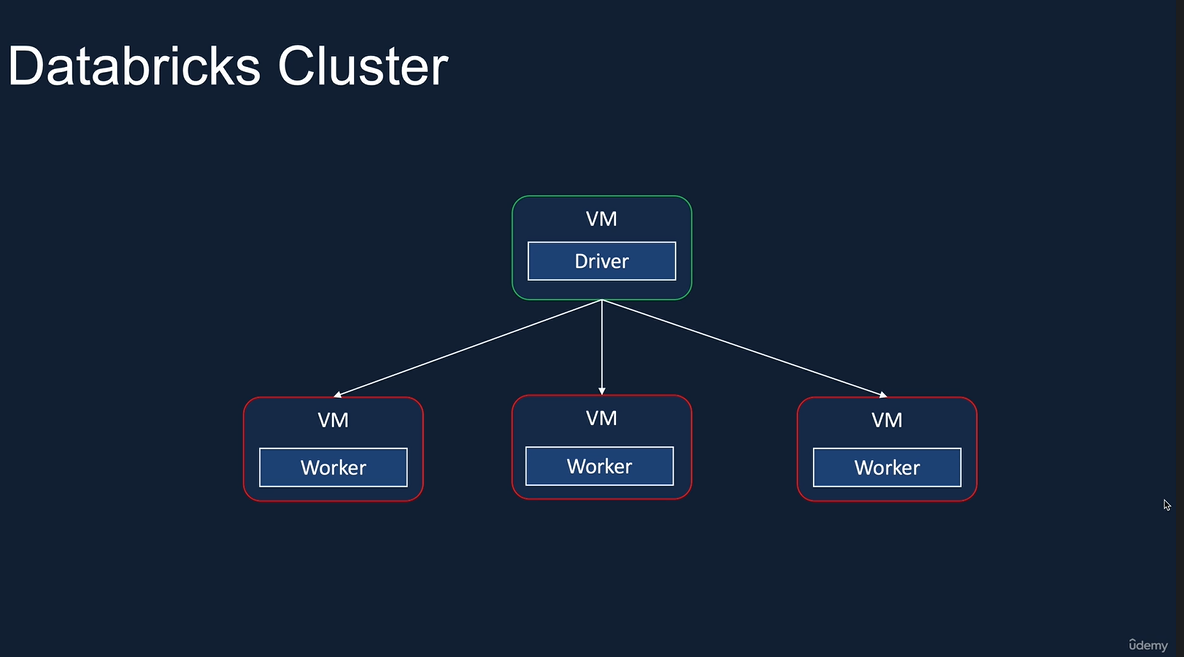 Databricks Cluster
VM
Driver
VM
Worker
VM
Worker
VM
Worker
ûdemy